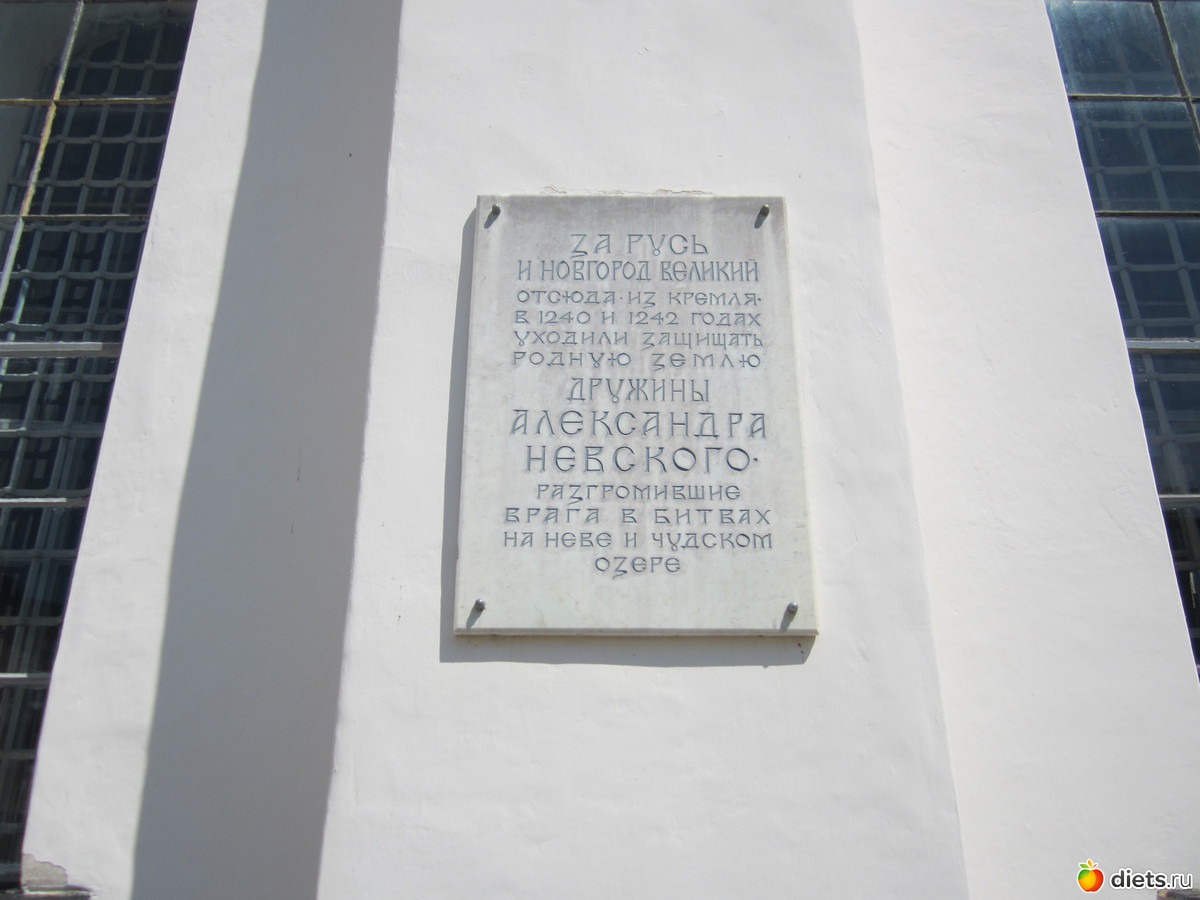 ЗА РУСЬ
И НОВГОРОД ВЕЛИКИЙ
ОТСЮДА·ИЗ КРЕМЛЯ·
В 1240 И 1242 ГОДАХ
УХОДИЛИ ЗАЩИЩАТЬ
РОДНУЮ ЗЕМЛЮ
ДРУЖИНЫ
АЛЕКСАНДРА
НЕВСКОГО·
РАЗГРОМИВШИЕ
ВРАГА В БИТВАХ
НА НЕВЕ И ЧУДСКОМ
ОЗЕРЕ
diets.ru